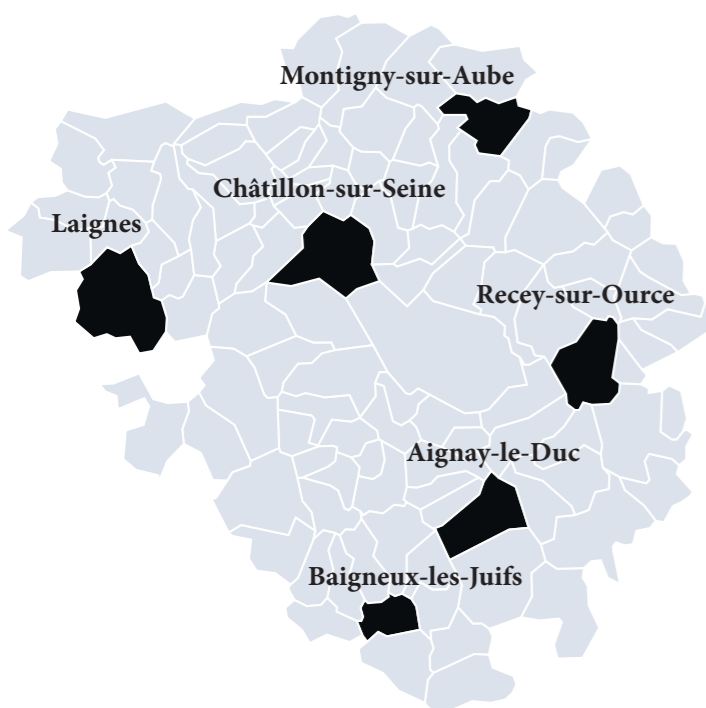 Montigny-sur-Aube
Châtillon-sur-Seine
Laignes
Recey-sur-Ource
Aignay-le-Duc
Baigneux-les-Juifs